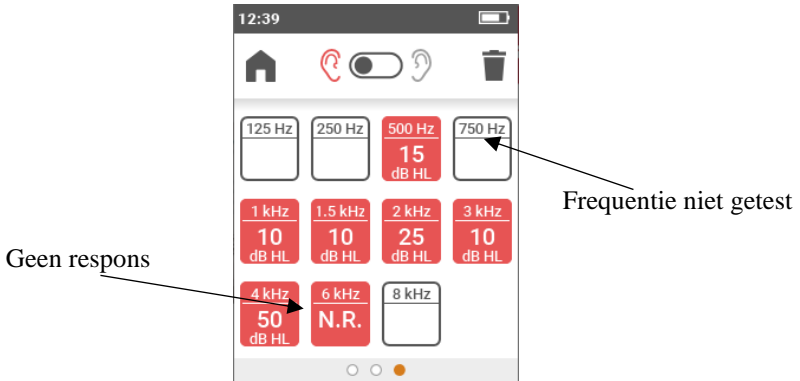 12:39
125 Hz 250 Hz 500 Hz 750 Hz
15
dB HL
Frequentie niet getest
1 kHz 1.5 kHz 2 kHz 3 kHz
10 10 25 10
dB HL dB HL dB HL dB HL
Geen respons
4 kHz 6 kHz 8 kHz
50 N.R.
dB HL